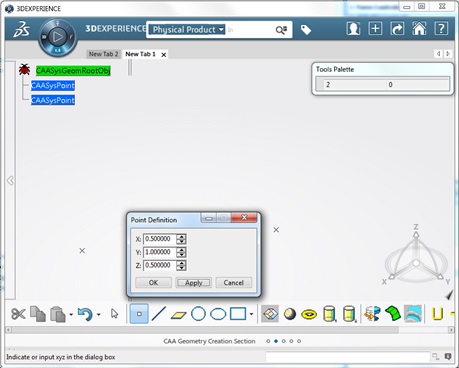 3DEXPERIENCE
3DEXPERIENCE Physical Product in
New Tab 2 New Tab 1
CAASysGeomRootObj
CAASysPoint
CAASysPoint
Tools Palette
2 0
Point Definition
X: 0.500000
Y: 1.000000
Z: 0.500000
OK Apply Cancel
Z
X Y
CAA Geometry Creation Section
Indicate or input xyz in the dialog box